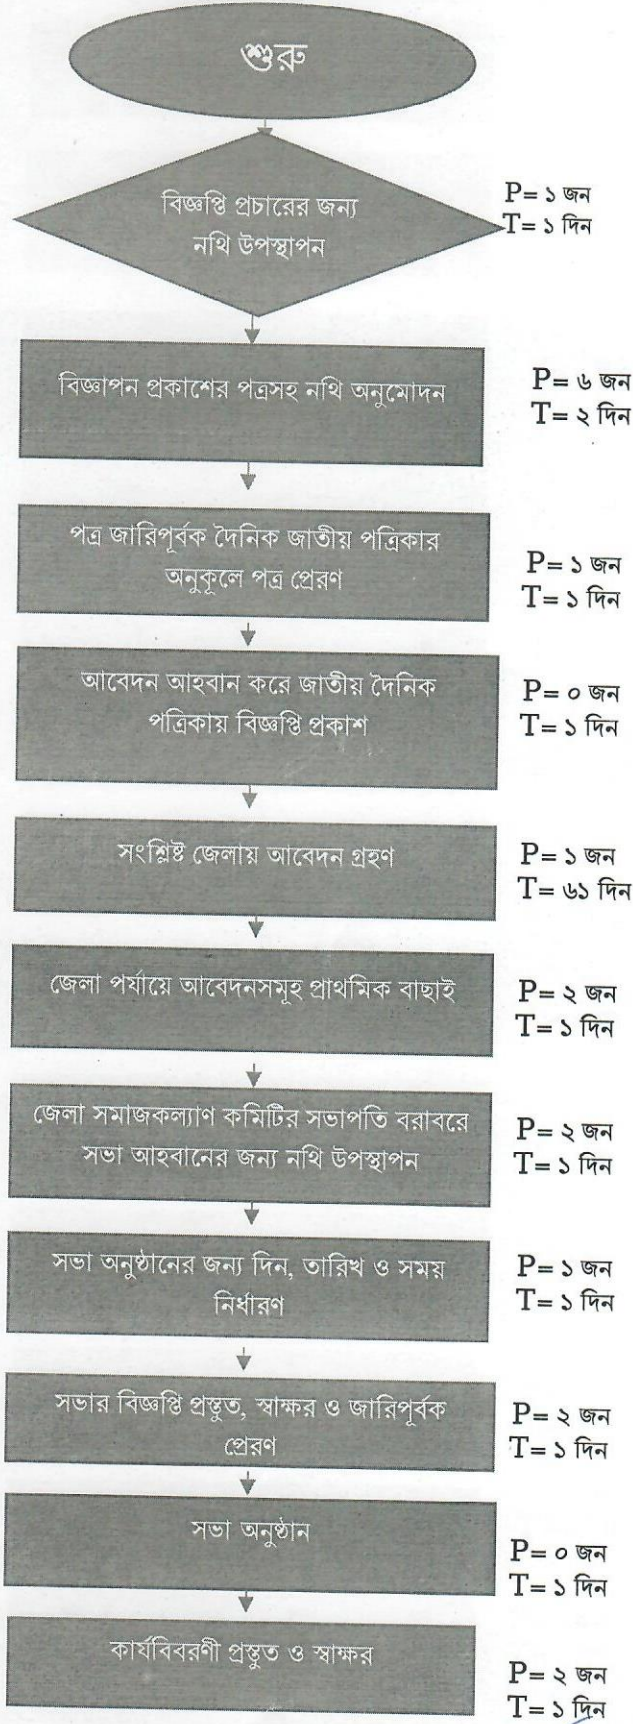 শুরু
বিজ্ঞপ্তি প্রচারের জন্য
নথি উপস্থাপন
P= ১ জন
T= ১ দিন
বিজ্ঞাপন প্রকাশের পত্রসহ নথি অনুমোদন
P= ৬ জন
T= ২ দিন
পত্র জারিপূর্বক দৈনিক জাতীয় পত্রিকার
অনুকূলে পত্র প্রেরণ
P= ১ জন
T= ১ দিন
আবেদন আহবান করে জাতীয় দৈনিক
পত্রিকায় বিজ্ঞপ্তি প্রকাশ
P= ০ জন
T= ১ দিন
সংশ্লিষ্ট জেলায় আবেদন গ্রহণ
P= ১ জন
T= ৬১ দিন
জেলা পর্যায়ে আবেদনসমূহ প্রাথমিক বাছাই
P= ২ জন
T= ১ দিন
জেলা সমাজকল্যাণ কমিটির সভাপতি বরাবরে
সভা আহবানের জন্য নথি উপস্থাপন
P= ২ জন
T= ১ দিন
সভা অনুষ্ঠানের জন্য দিন, তারিখ ও সময়
নির্ধারণ
P= ১ জন
T= ১ দিন
সভার বিজ্ঞপ্তি প্রস্তুত, স্বাক্ষর ও জারিপূর্বক
প্রেরণ
P= ২ জন
T= ১ দিন
সভা অনুষ্ঠান
P= ০ জন
T= ১ দিন
কার্যবিবরণী প্রস্তুত ও স্বাক্ষর
P= ২ জন
T= ১ দিন